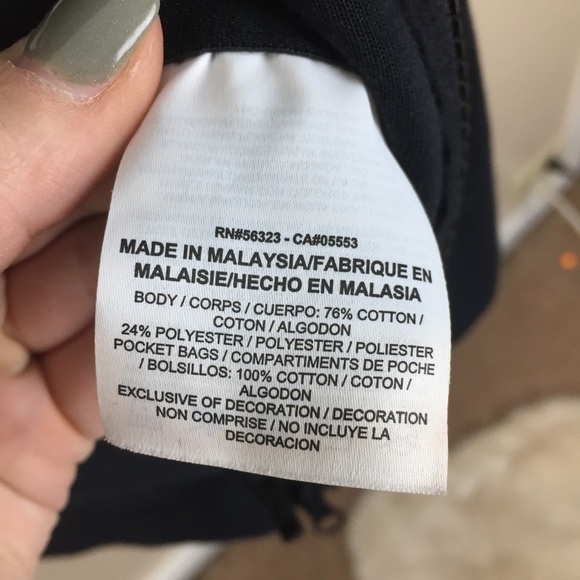 RN#56323 - CA#05553
MADE IN MALAYSIA/FABRIQUE EN
MALAISIE/HECHO EN MALASIA
BODY / CORPS / CUERPO: 76% COTTON /
COTON / ALGODON
24% POLYESTER / POLYESTER / POLIESTER
POCKET BAGS / COMPARTIMENTS DE POCHE
/ BOLSILLOS: 100% COTTON / COTON /
ALGODON
EXCLUSIVE OF DECORATION / DECORATION
NON COMPRISE / NO INCLUYE LA
DECORACION